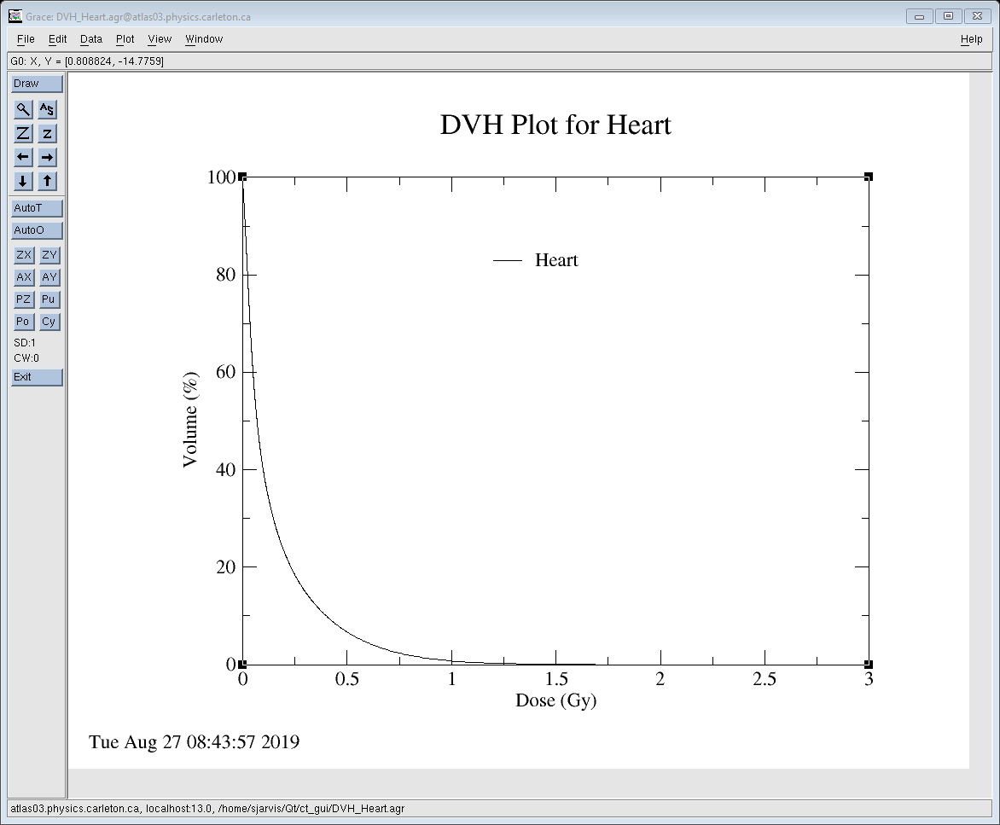 Grace: DVH_Heart.agr@atlas03.physics.carleton.ca
File Edit Data Plot View Window Help
G0: X, Y = [0.808824, -14.7759]
Draw
A S
Z z
AutoT
AutoO
ZX ZY
AX AY
PZ Pu
Po Cy
SD:1
CW:0
Exit
DVH Plot for Heart
100
80
60
40
20
0
Volume (%)
Heart
0 0.5 1 1.5 2 2.5 3
Dose (Gy)
Tue Aug 27 08:43:57 2019
atlas03.physics.carleton.ca, localhost:13.0, /home/sjarvis/Qt/ct_gui/DVH_Heart.agr